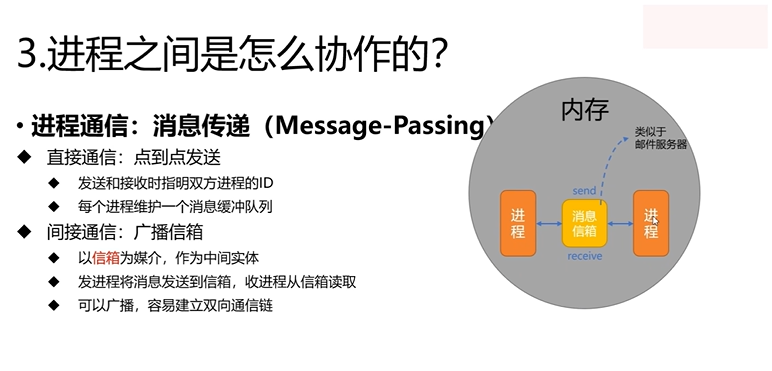 3.进程之间是怎么协作的？
• 进程通信：消息传递（Message-Passing）
◆ 直接通信：点到点发送
◆ 发送和接收时指明双方进程的ID
◆ 每个进程维护一个消息缓冲队列
◆ 间接通信：广播信箱
◆ 以信箱为媒介，作为中间实体
◆ 发进程将消息发送到信箱，收进程从信箱读取
◆ 可以广播，容易建立双向通信链
内存
类似于
邮件服务器
send
进
程
消息
信箱
进
程
receive